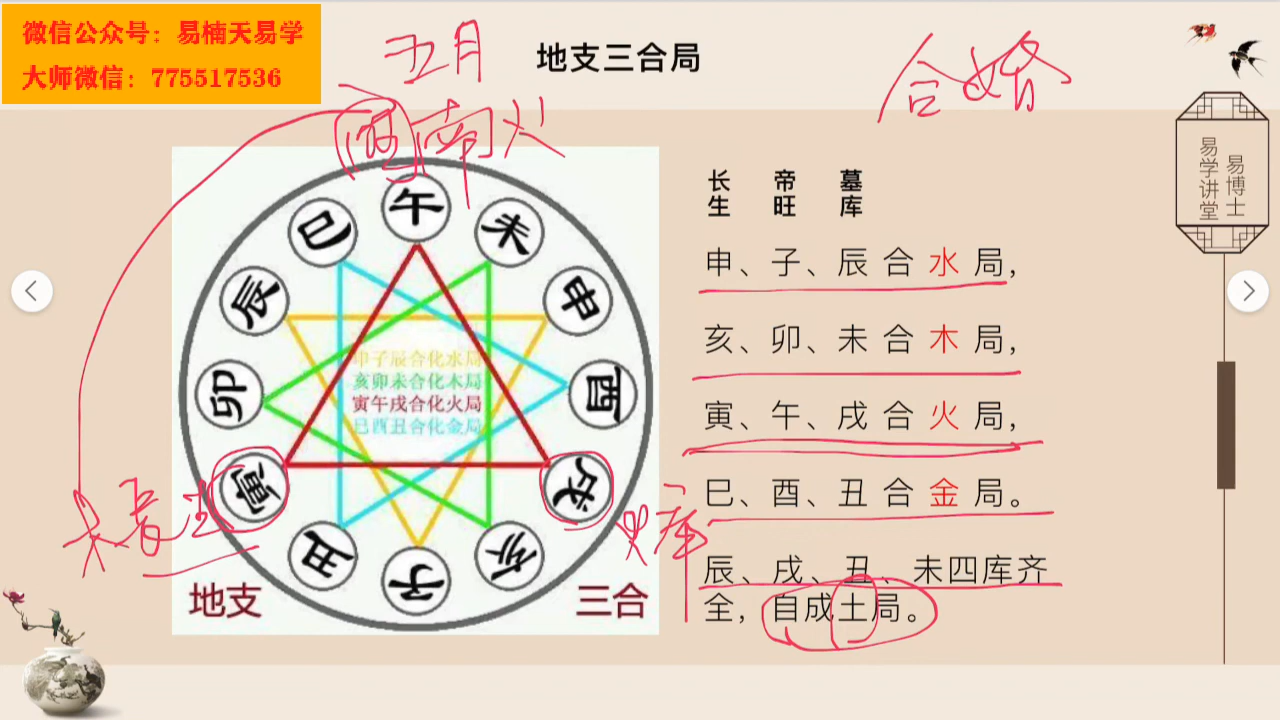 微信公众号：易楠天易学
大师微信：775517536
五月
地支三合局
合婚
南火
易学讲堂
易博士
长生
帝旺
墓库
午
巳
未
辰
申
卯
酉
寅
戌
丑
亥
子
申子辰合化水局
亥卯未合化木局
寅午戌合化火局
巳酉丑合化金局
地支
三合
火库
申、子、辰 合 水 局，
亥、卯、未 合 木 局，
寅、午、戌 合 火 局，
巳、酉、丑 合 金 局。
辰、戌、丑、未四库齐
全，自成土局。